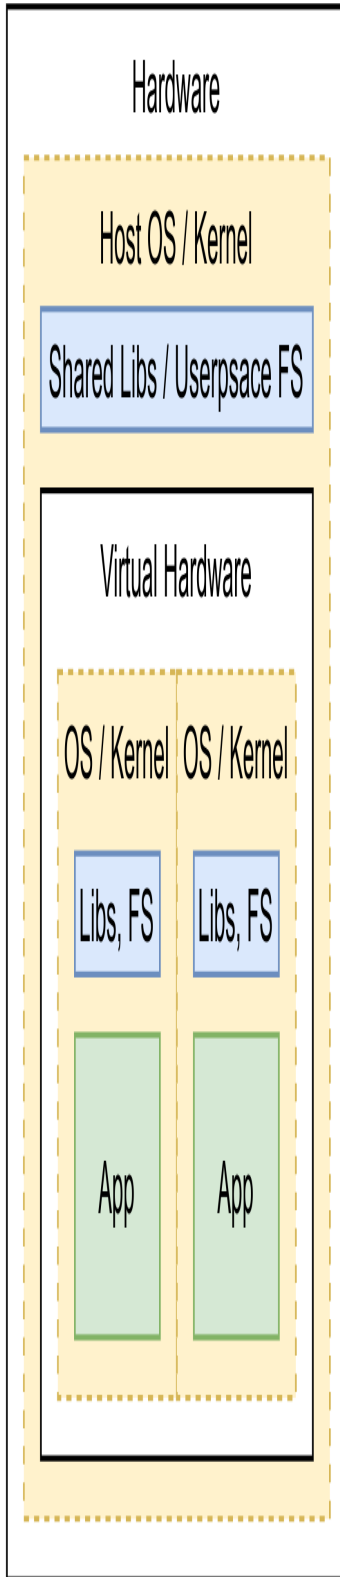 Hardware
Host OS / Kernel
Shared Libs / Userpsace FS
Virtual Hardware
OS / Kernel
OS / Kernel
Libs, FS
Libs, FS
App
App